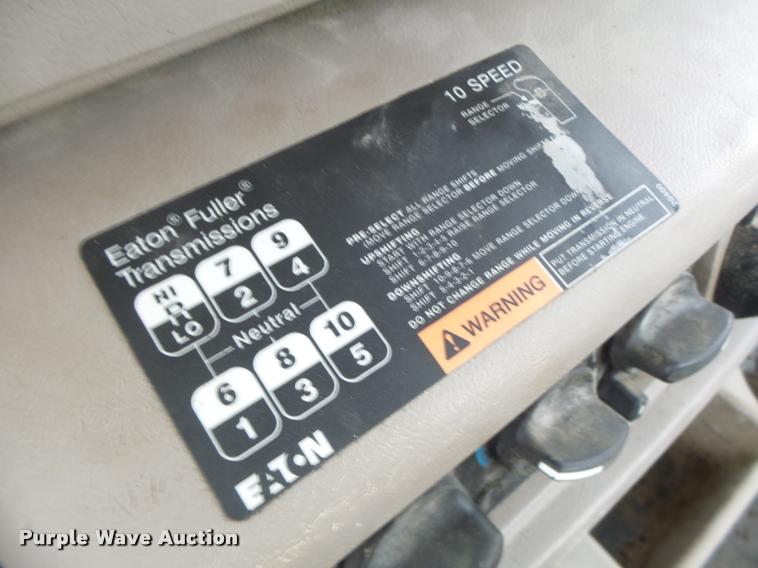 Eaton® Fuller®
Transmissions
10 SPEED
RANGE
SELECTOR
HI
R
LO
7
2
9
4
Neutral
6
1
8
3
10
5
PRE-SELECT ALL RANGE SHIFTS
(MOVE RANGE SELECTOR BEFORE MOVING SHIFT
UPSHIFTING
START WITH RANGE SELECTOR DOWN
SHIFT 1-2-3-4-5 RAISE RANGE SELECTOR
SHIFT 6-7-8-9-10
DOWNSHIFTING
SHIFT 10-9-8-7-6 MOVE RANGE SELECTOR DOWN
SHIFT 5-4-3-2-1
DO NOT CHANGE RANGE WHILE MOVING IN REVERSE
WARNING
PUT TRANSMISSION IN NEUTRAL
BEFORE STARTING ENGINE
EATON
Purple Wave Auction